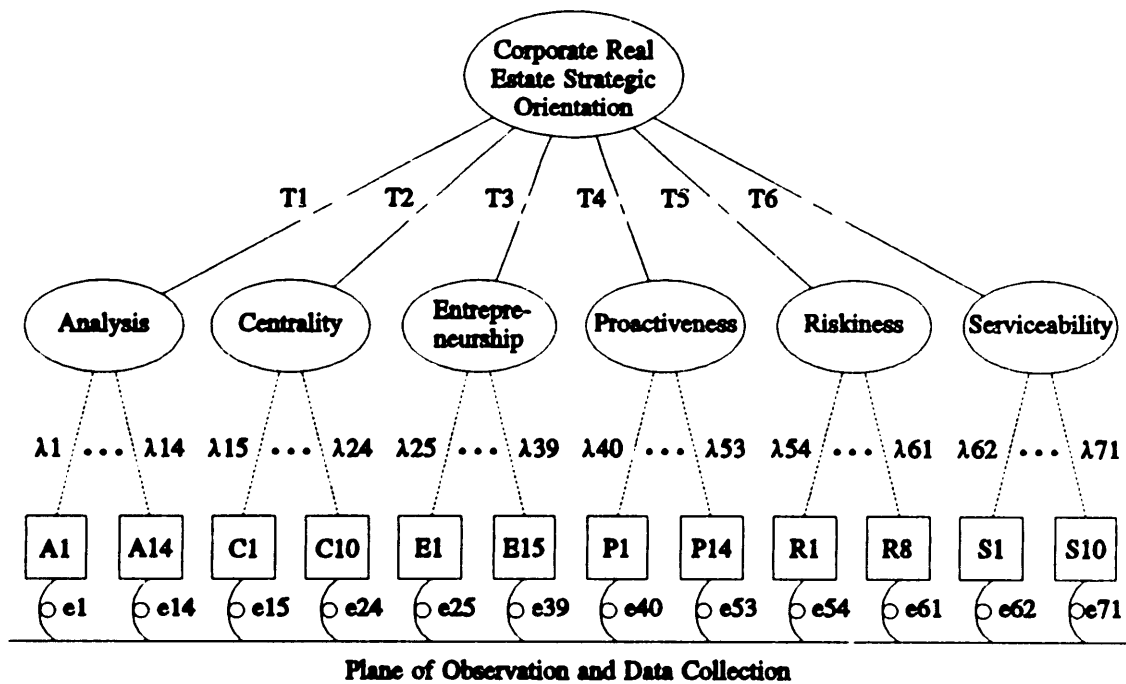 Corporate Real
Estate Strategic
Orientation
T1 T2 T3 T4 T5 T6
Analysis Centrality Entrepre-
neurship Proactiveness Riskiness Serviceability
λ1 ••• λ14 λ15 ••• λ24 λ25 ••• λ39 λ40 ••• λ53 λ54 ••• λ61 λ62 ••• λ71
A1 A14 C1 C10 E1 E15 P1 P14 R1 R8 S1 S10
e1 e14 e15 e24 e25 e39 e40 e53 e54 e61 e62 e71
Plane of Observation and Data Collection